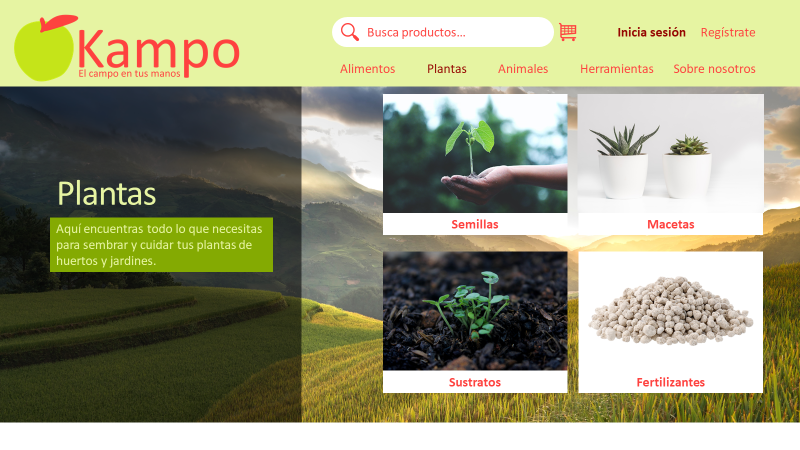 Kampo
El campo en tus manos
Busca productos...
Inicia sesión
Regístrate
Alimentos
Plantas
Animales
Herramientas
Sobre nosotros
Plantas
Aquí encuentras todo lo que necesitas
para sembrar y cuidar tus plantas de
huertos y jardines.
Semillas
Macetas
Sustratos
Fertilizantes